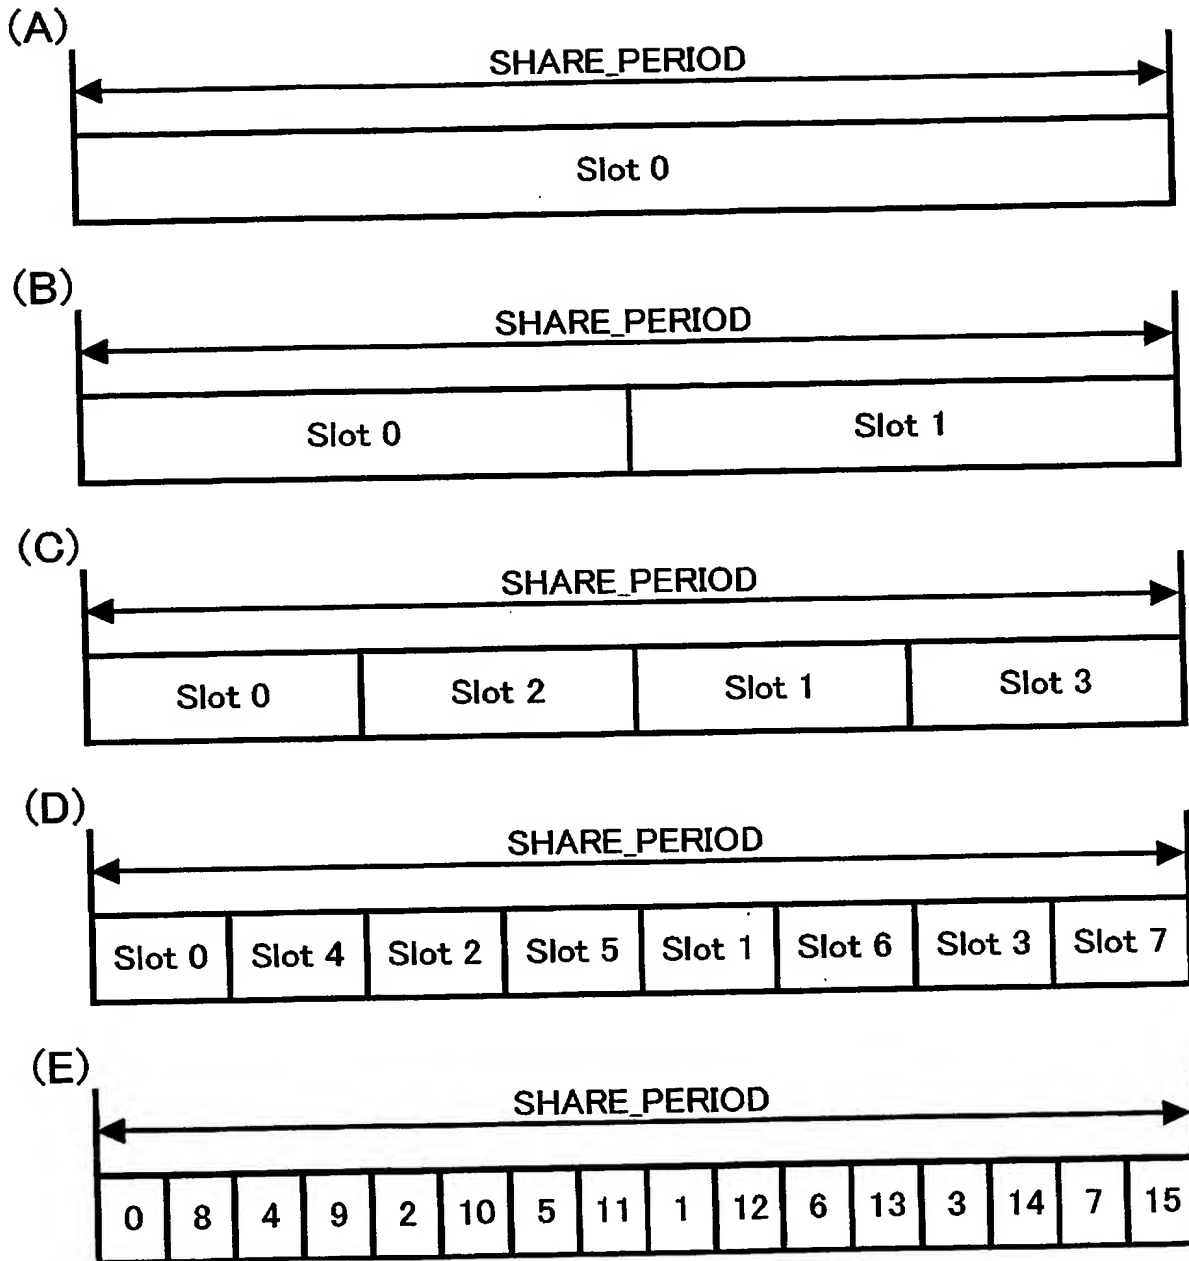 (A)
SHARE_PERIOD
Slot 0
(B)
SHARE_PERIOD
Slot 0 Slot 1
(C)
SHARE_PERIOD
Slot 0 Slot 2 Slot 1 Slot 3
(D)
SHARE_PERIOD
Slot 0 Slot 4 Slot 2 Slot 5 Slot 1 Slot 6 Slot 3 Slot 7
(E)
SHARE_PERIOD
0 8 4 9 2 10 5 11 1 12 6 13 3 14 7 15